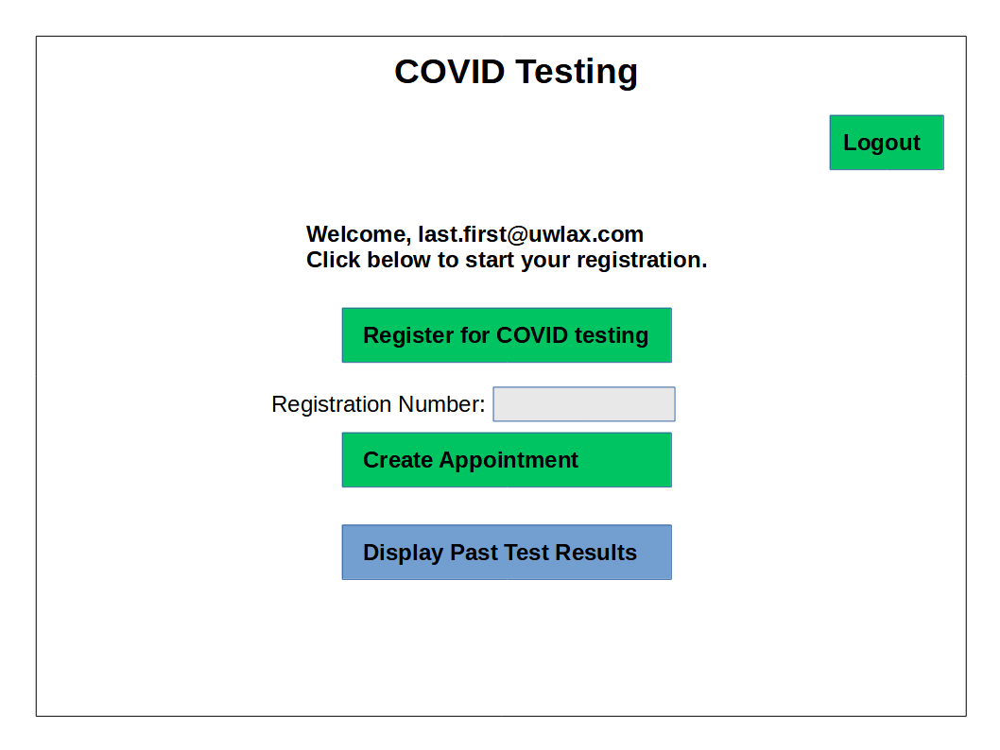 COVID Testing
Logout
Welcome, last.first@uwlax.com
Click below to start your registration.
Register for COVID testing
Registration Number:
Create Appointment
Display Past Test Results